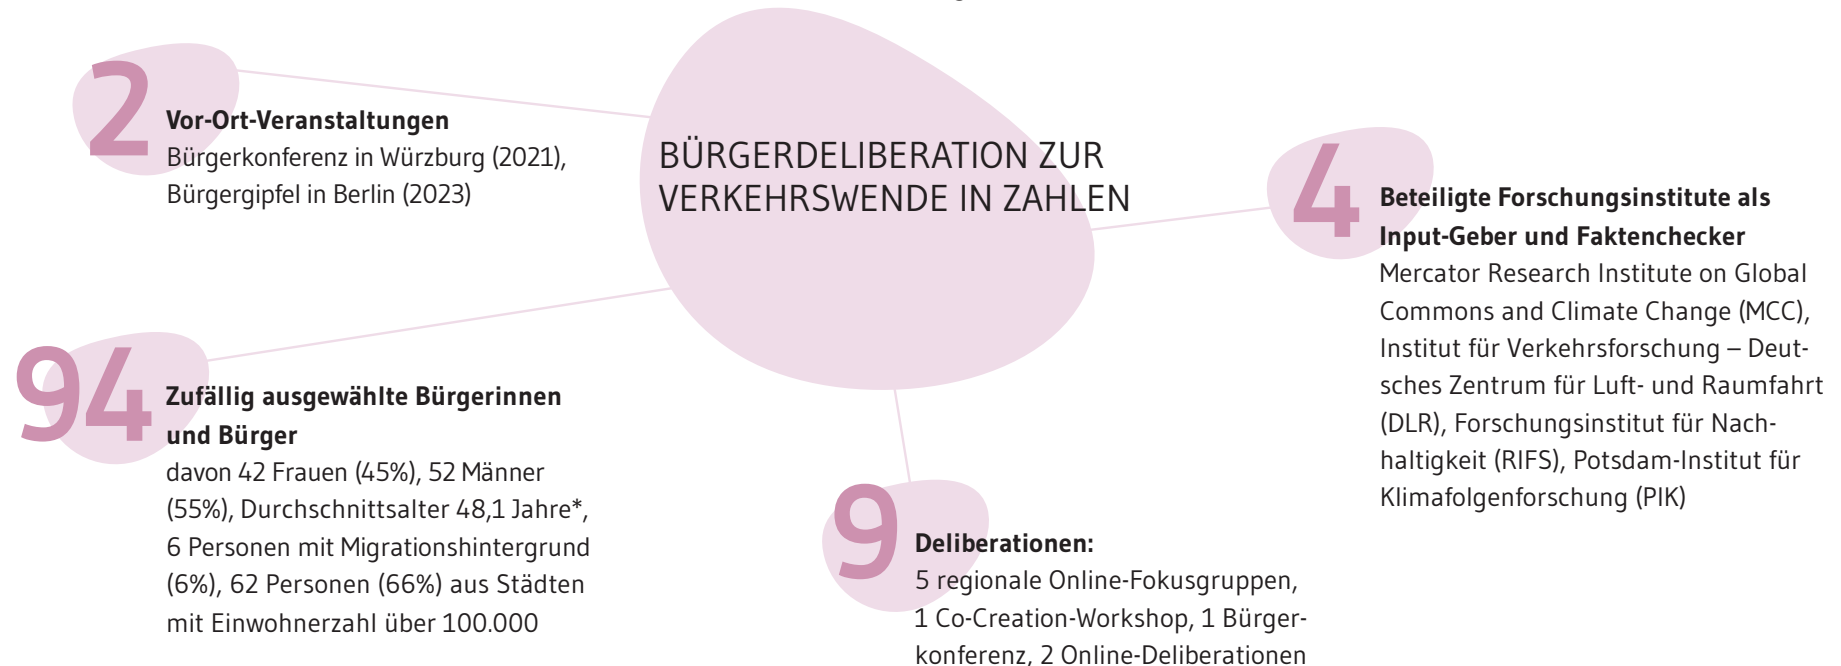 BÜRGERDELIBERATION ZUR
VERKEHRSWENDE IN ZAHLEN
2
Vor-Ort-Veranstaltungen
Bürgerkonferenz in Würzburg (2021),
Bürgergipfel in Berlin (2023)
94
Zufällig ausgewählte Bürgerinnen
und Bürger
davon 42 Frauen (45%), 52 Männer
(55%), Durchschnittsalter 48,1 Jahre*,
6 Personen mit Migrationshintergrund
(6%), 62 Personen (66%) aus Städten
mit Einwohnerzahl über 100.000
9
Deliberationen:
5 regionale Online-Fokusgruppen,
1 Co-Creation-Workshop, 1 Bürger-
konferenz, 2 Online-Deliberationen
4
Beteiligte Forschungsinstitute als
Input-Geber und Faktenchecker
Mercator Research Institute on Global
Commons and Climate Change (MCC),
Institut für Verkehrsforschung – Deut-
sches Zentrum für Luft- und Raumfahrt
(DLR), Forschungsinstitut für Nach-
haltigkeit (RIFS), Potsdam-Institut für
Klimafolgenforschung (PIK)